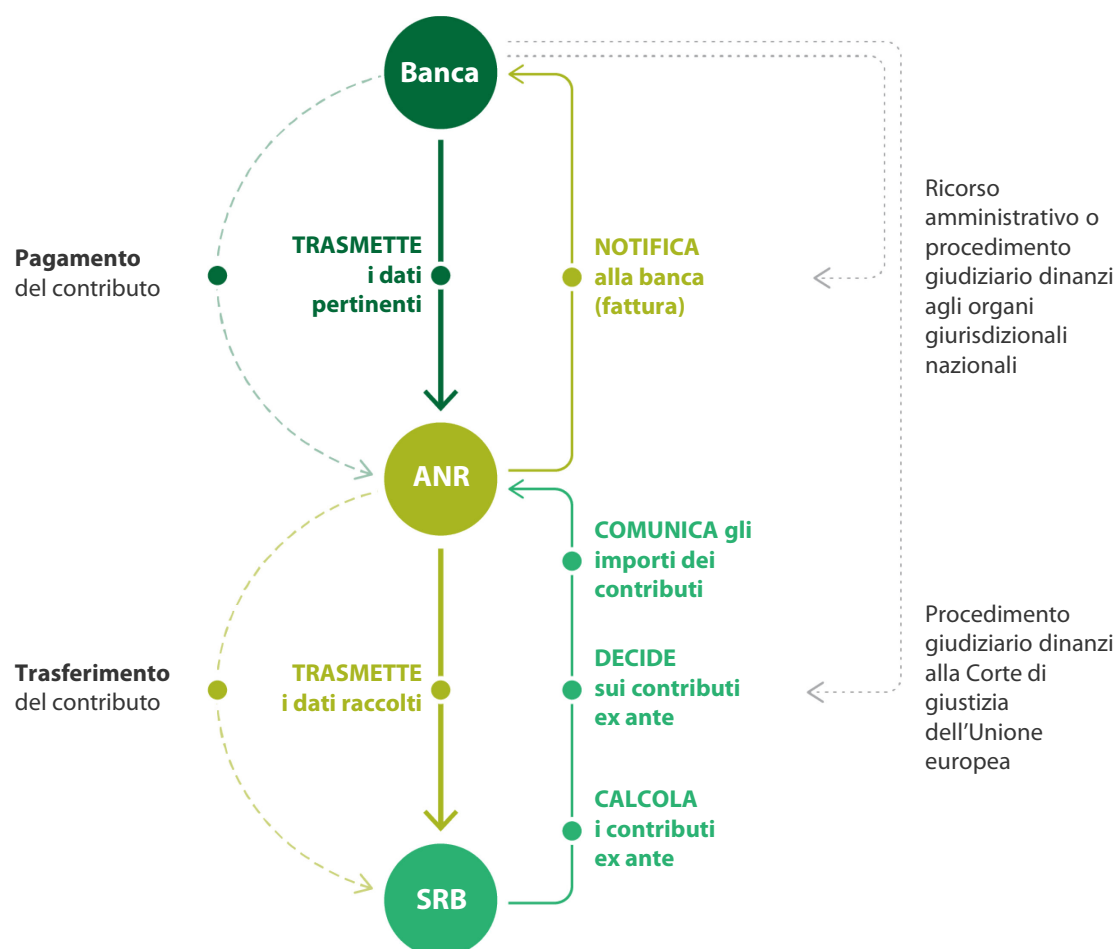 Banca
Pagamento
del contributo
TRASMETTE
i dati
pertinenti
NOTIFICA
alla banca
(fattura)
Ricorso
amministrativo o
procedimento
giudiziario dinanzi
agli organi
giurisdizionali
nazionali
ANR
COMUNICA gli
importi dei
contributi
Trasferimento
del contributo
TRASMETTE
i dati raccolti
DECIDE
sui contributi
ex ante
Procedimento
giudiziario dinanzi
alla Corte di
giustizia
dell’Unione
europea
CALCOLA
i contributi
ex ante
SRB